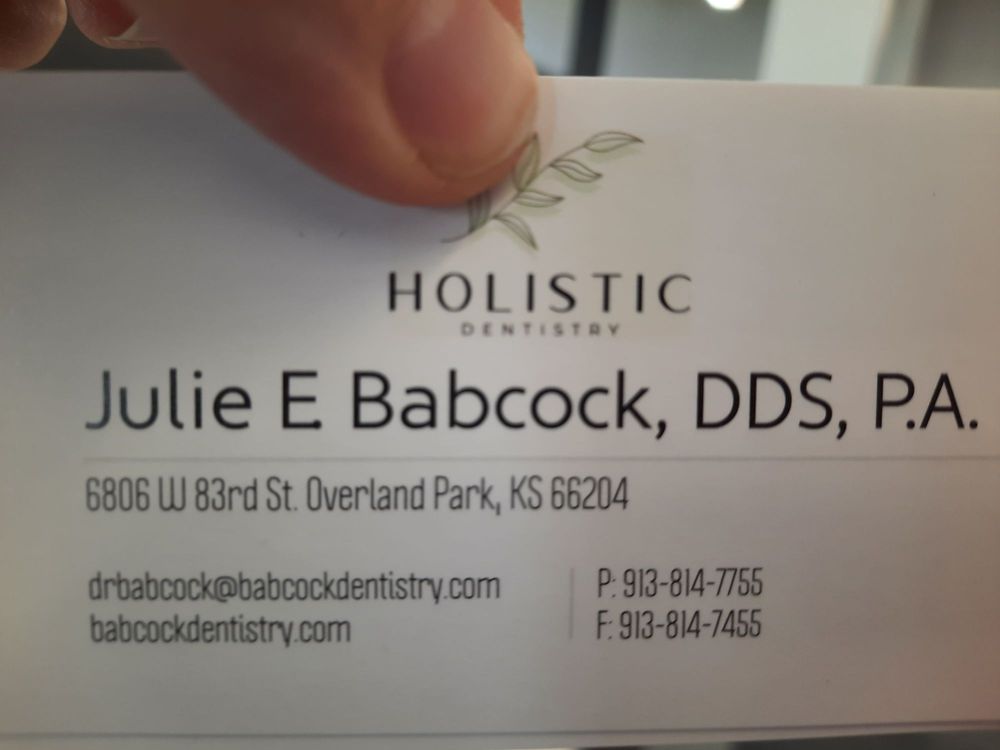 HOLISTIC
DENTISTRY
Julie E. Babcock, DDS, P.A.
6806 W 83rd St. Overland Park, KS 66204
drbabcock@babcockdentistry.com
babcockdentistry.com
P: 913-814-7755
F: 913-814-7455